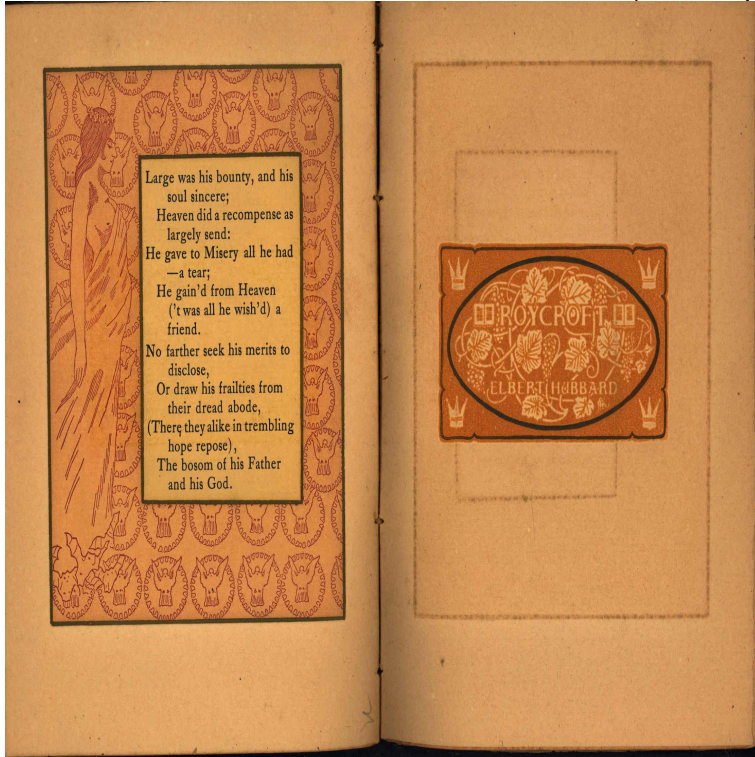 Large was his bounty, and his
soul sincere;
Heaven did a recompense as
largely send:
He gave to Misery all he had
—a tear;
He gain'd from Heaven
('t was all he wish'd) a
friend.
No farther seek his merits to
disclose,
Or draw his frailties from
their dread abode,
(There they alike in trembling
hope repose),
The bosom of his Father
and his God.
ROYCROFT
ELBERT HUBBARD